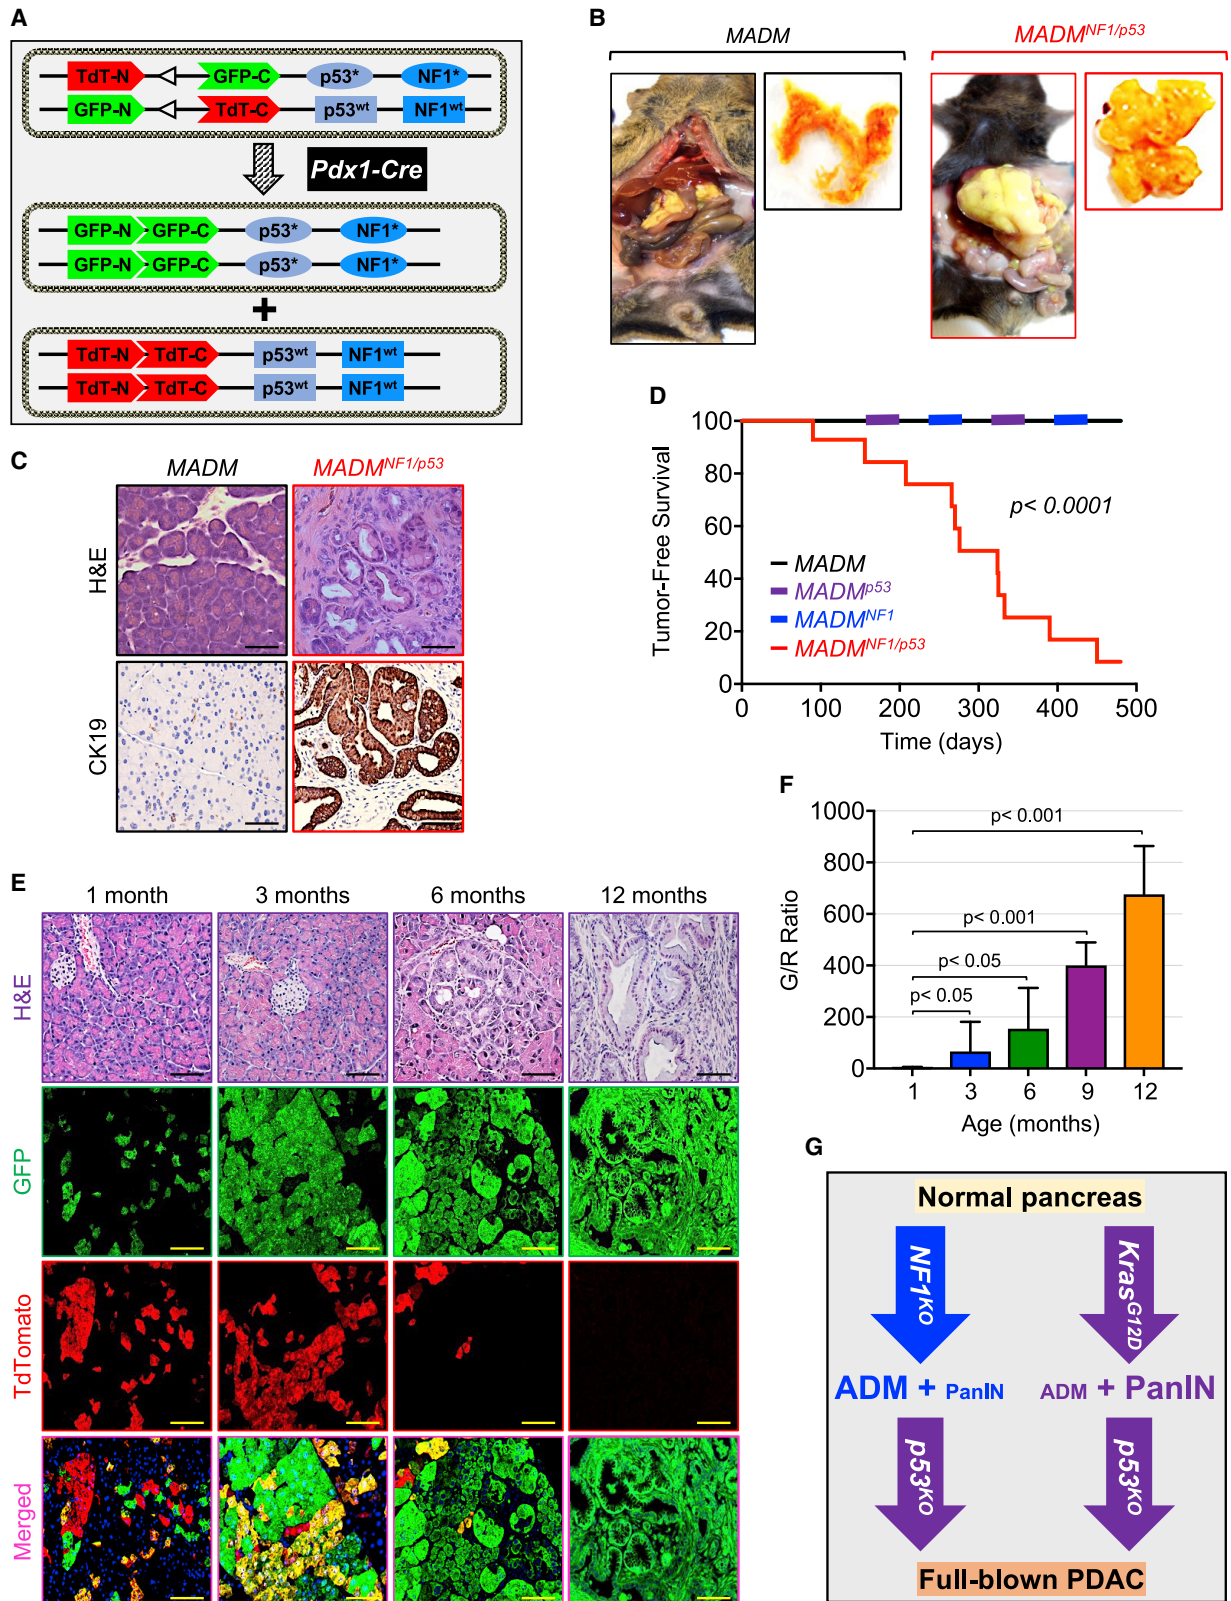 A
TdT-N GFP-C p53* NF1*
GFP-N TdT-C p53wt NF1wt
Pdx1-Cre
GFP-N GFP-C p53* NF1*
GFP-N GFP-C p53* NF1*
+
TdT-N TdT-C p53wt NF1wt
TdT-N TdT-C p53wt NF1wt
B
MADM MADMNF1/p53
C
MADM MADMNF1/p53
H&E
CK19
D
100
80
60
40
20
0
Tumor-Free Survival
p< 0.0001
MADM
MADMp53
MADMNF1
MADMNF1/p53
0 100 200 300 400 500
Time (days)
E
1 month 3 months 6 months 12 months
H&E
GFP
TdTomato
Merged
F
1000
800
600
400
200
0
G/R Ratio
p< 0.001
p< 0.001
p< 0.05
p< 0.05
1 3 6 9 12
Age (months)
G
Normal pancreas
NF1KO KrasG12D
ADM + PanIN ADM + PanIN
p53KO p53KO
Full-blown PDAC